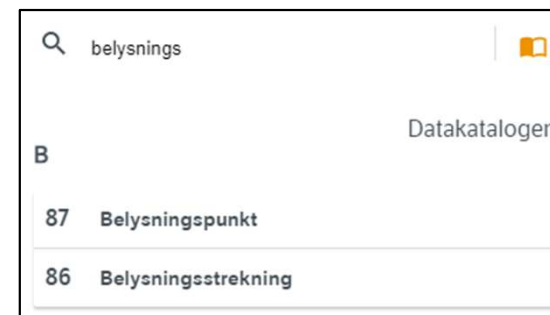 belysnings
Datakatalogen
B
87 Belysningspunkt
86 Belysningsstrekning